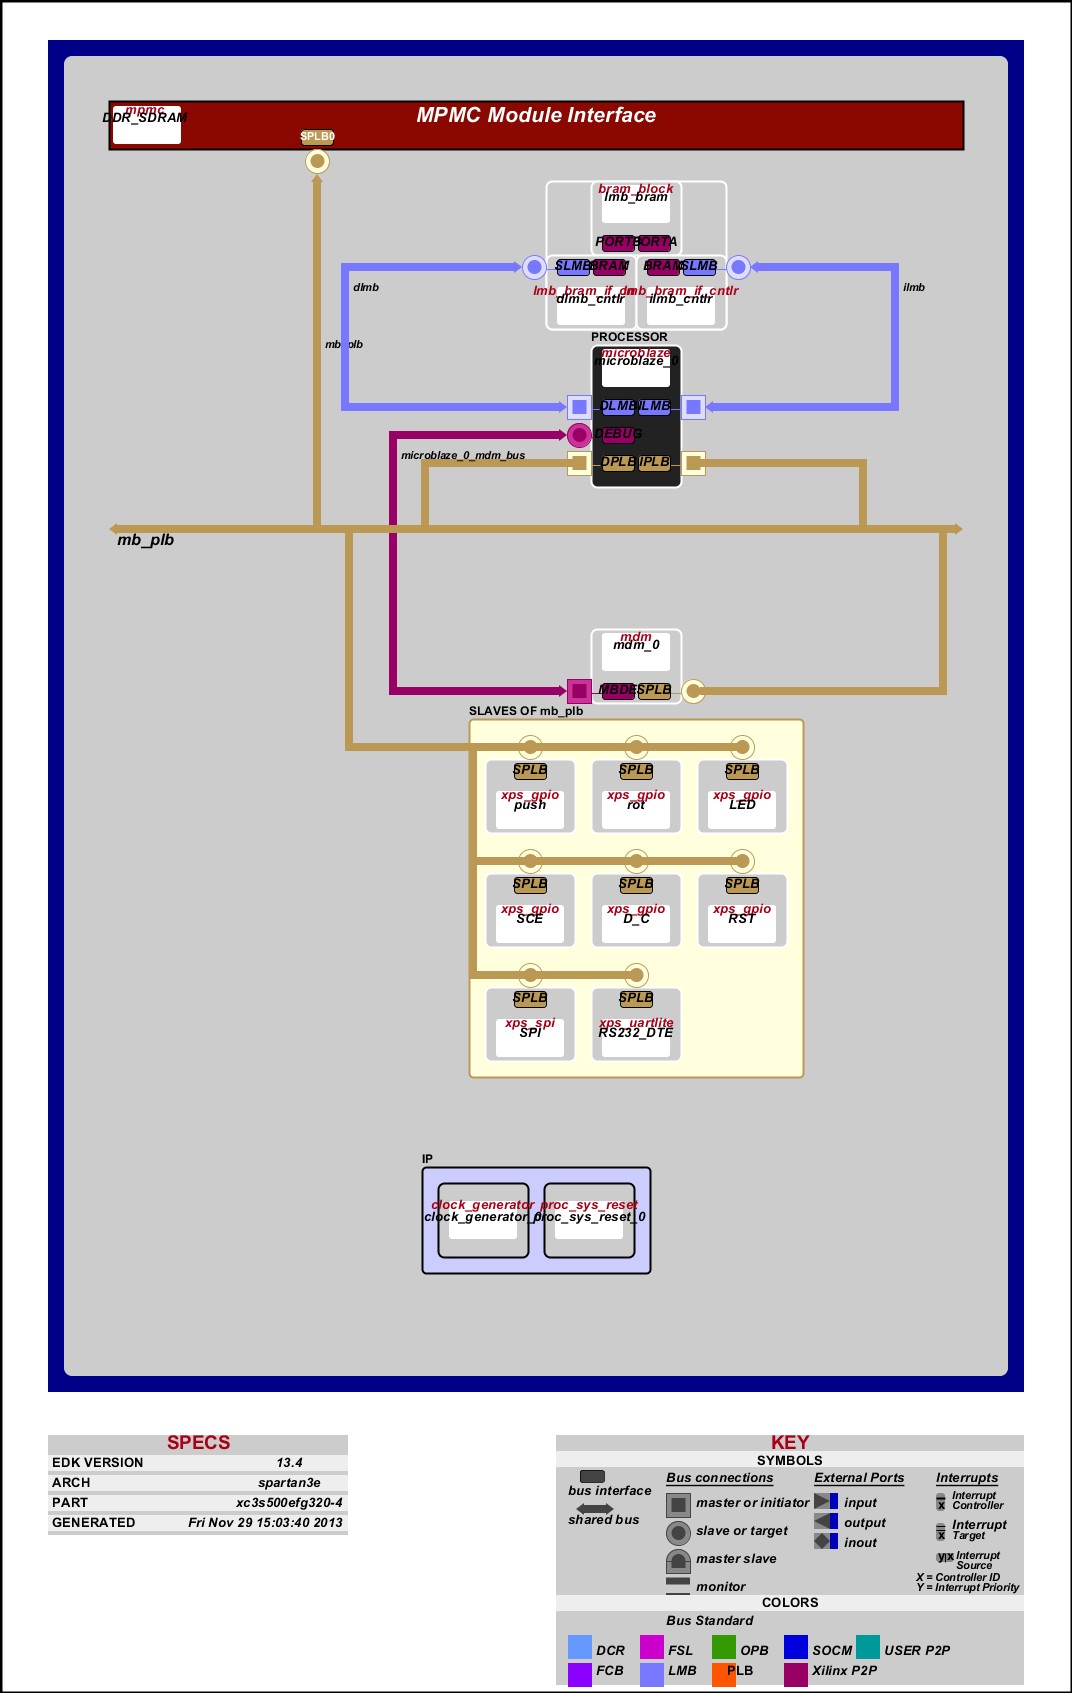 MPMC Module Interface
mpmc
DDR_SDRAM
SPLB0
bram_block
lmb_bram
PORTB PORTA
SLMB BRAM BRAM SLMB
dlmb
ilmb
lmb_bram_if_cntlr lmb_bram_if_cntlr
dlmb_cntlr ilmb_cntlr
PROCESSOR
mb_plb
microblaze
microblaze_0
DLMB ILMB
DEBUG
microblaze_0_mdm_bus
DPLB IPLB
mb_plb
mdm
mdm_0
SPLB
SLAVES OF mb_plb
SPLB SPLB SPLB
xps_gpio xps_gpio xps_gpio
push rot LED
SPLB SPLB SPLB
xps_gpio xps_gpio xps_gpio
SCE D_C RST
SPLB SPLB
xps_spi xps_uartlite
SPI RS232_DTE
IP
clock_generator proc_sys_reset
clock_generator_0 proc_sys_reset_0
SPECS
EDK VERSION 13.4
ARCH spartan3e
PART xc3s500efg320-4
GENERATED Fri Nov 29 15:03:40 2013
KEY
SYMBOLS
bus interface
shared bus
Bus connections
master or initiator
slave or target
master slave
monitor
External Ports
input
output
inout
Interrupts
Interrupt
Controller
Interrupt
Target
Interrupt
Source
X = Controller ID
Y = Interrupt Priority
COLORS
Bus Standard
DCR FSL OPB SOCM USER P2P
FCB LMB PLB Xilinx P2P